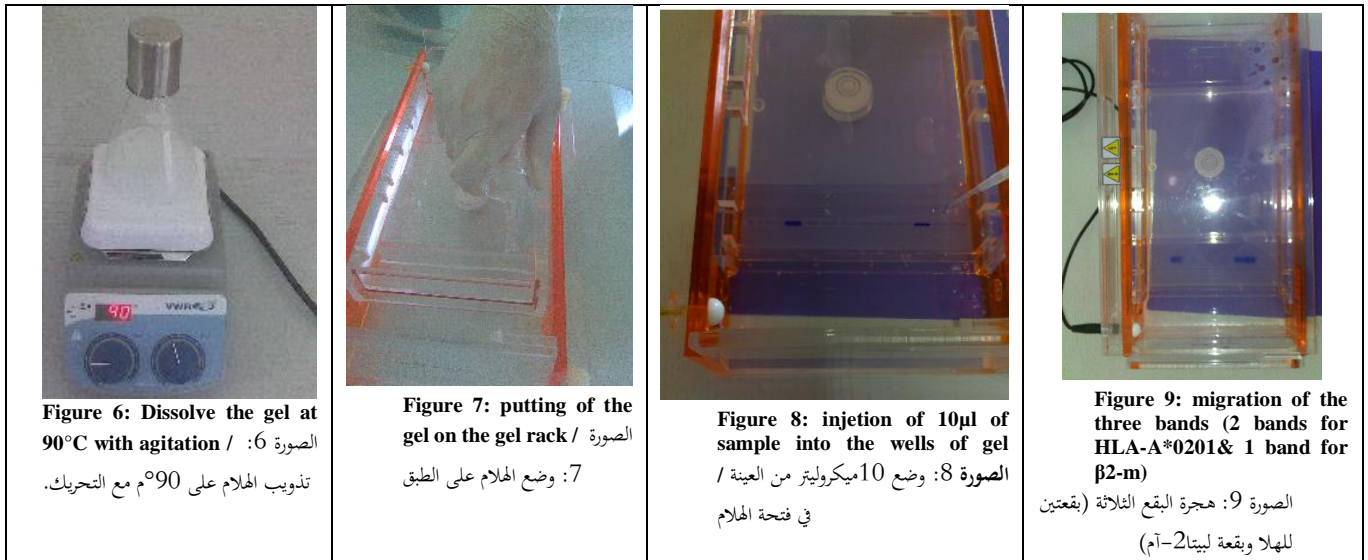 90
VWR
Figure 6: Dissolve the gel at
90°C with agitation / الصورة 6:
تذويب الهلام على 90°م مع التحريك.
Figure 7: putting of the
gel on the gel rack / الصورة
7: وضع الهلام على الطبق
Figure 8: injetion of 10µl of
sample into the wells of gel
/ الصورة 8: وضع 10ميكروليتر من العينة
في فتحة الهلام
Figure 9: migration of the
three bands (2 bands for
HLA-A*0201& 1 band for
β2-m)
الصورة 9: هجرة البقع الثلاثة (بقعتين
للهلا وبقعة لبيتا2-آم)